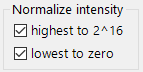 Normalize intensity
highest to 2^16
lowest to zero